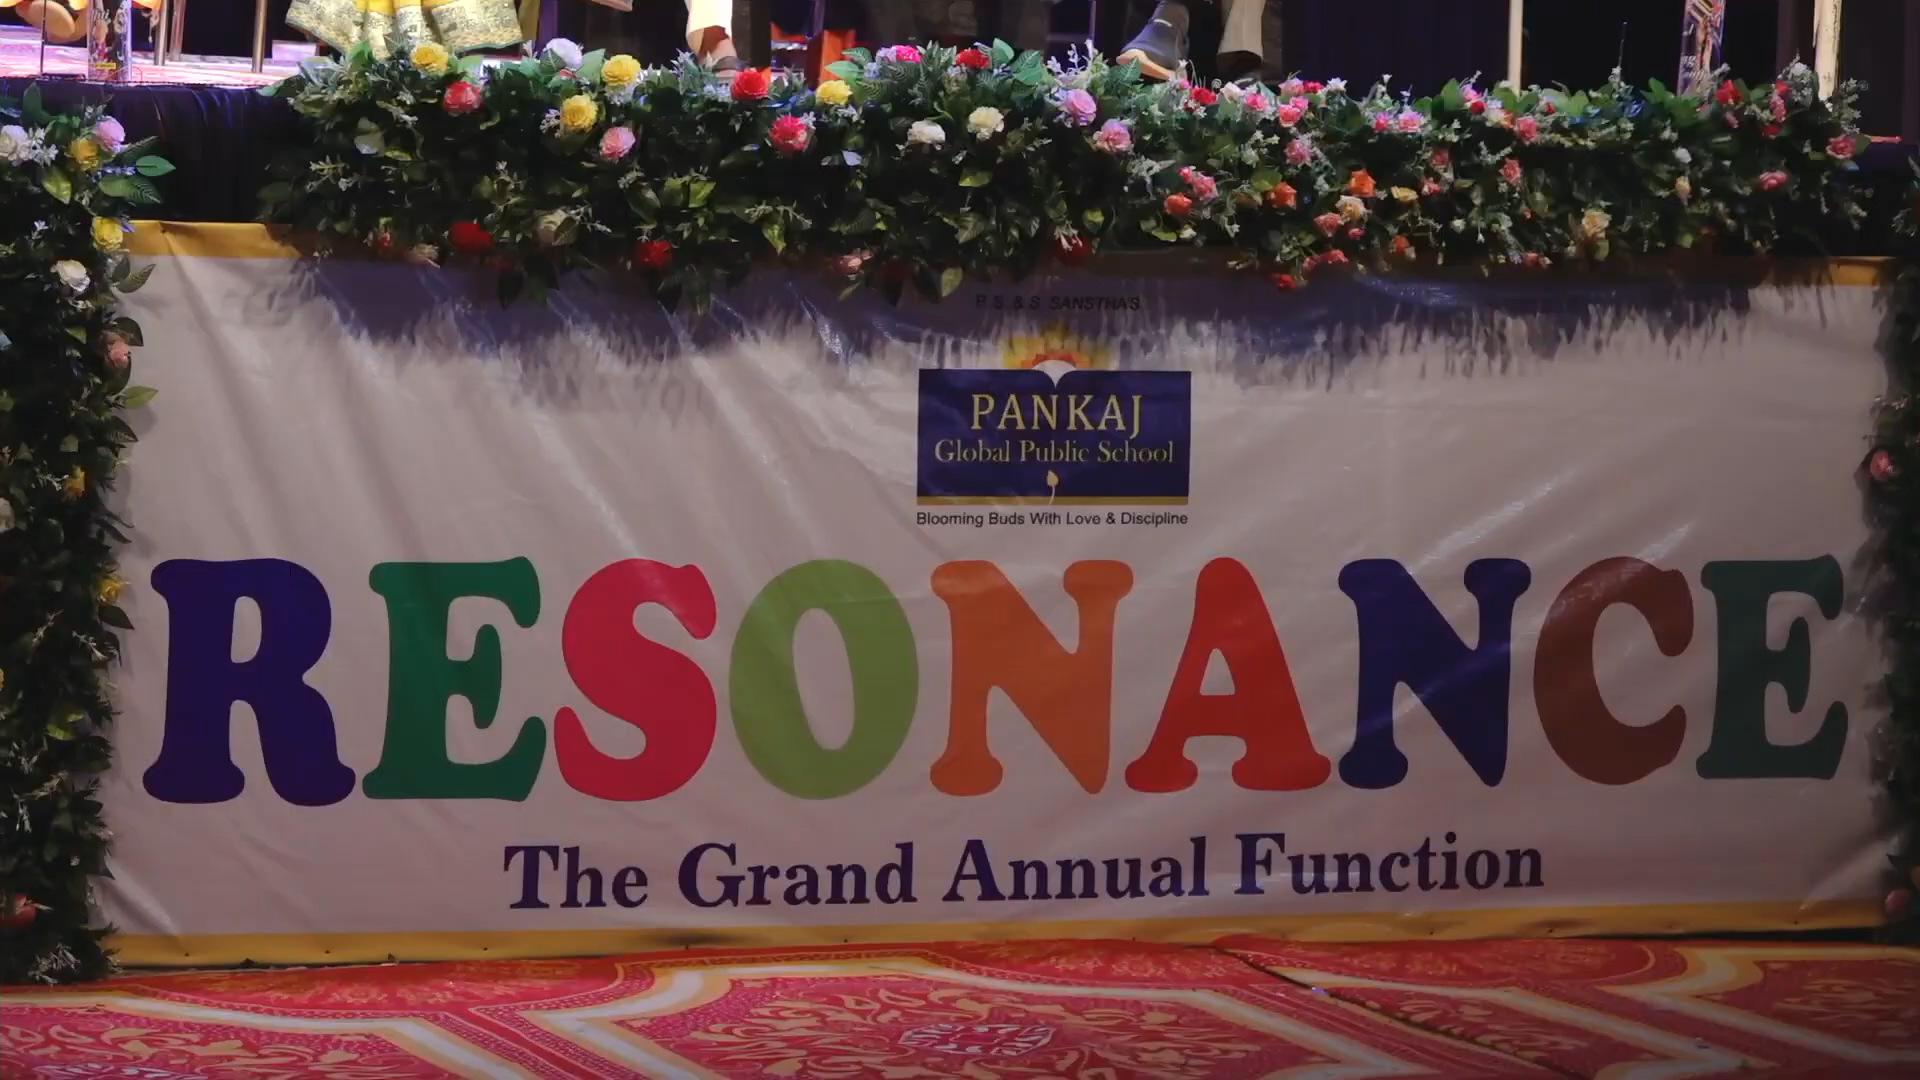 P. S. & S. SANSTHA'S
PANKAJ
Global Public School
Blooming Buds With Love & Discipline
RESONANCE
The Grand Annual Function